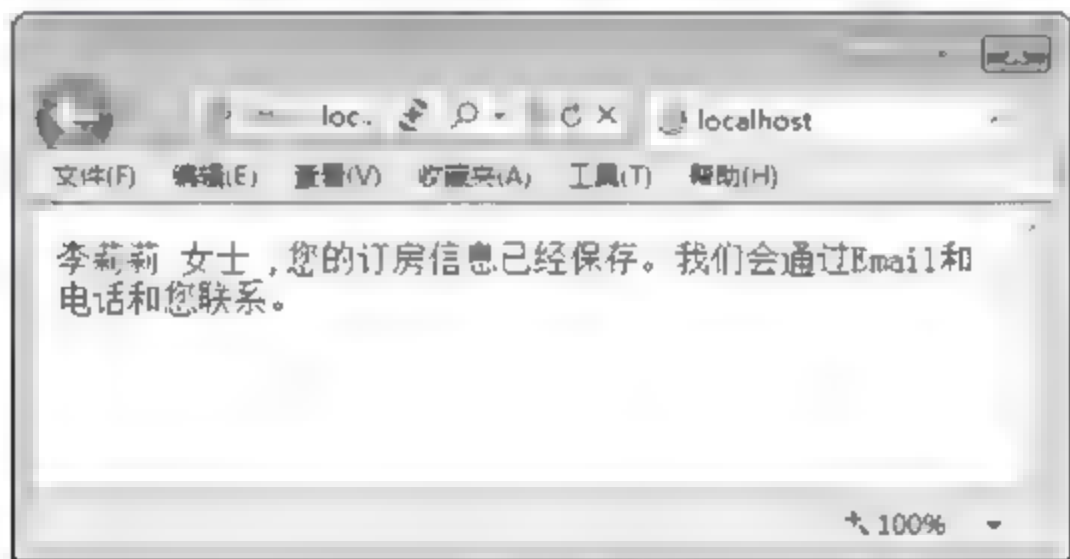 loc.. localhost
文件(F) 编辑(E) 查看(V) 收藏夹(A) 工具(T) 帮助(H)
李莉莉 女士 ,您的订房信息已经保存。我们会通过Email和
电话和您联系。
100%